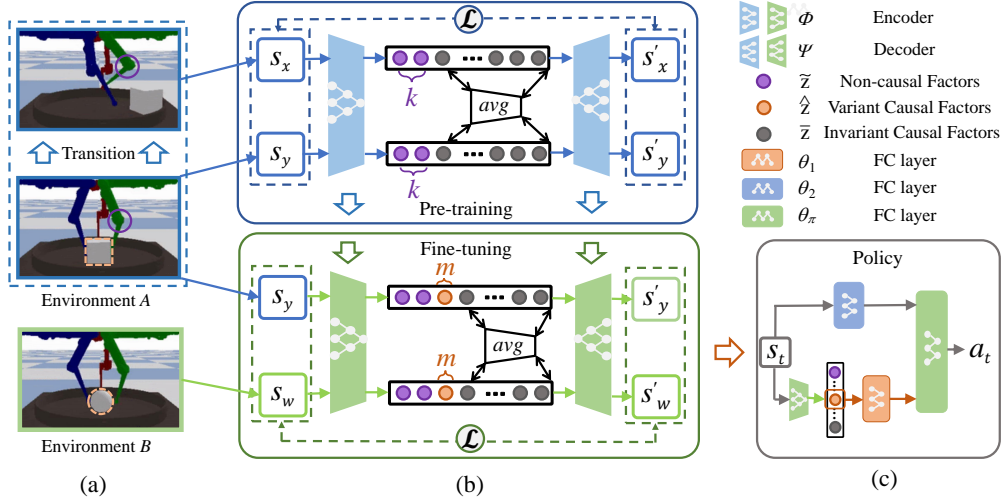 Transition
Environment A
Environment B
(a)
ℒ
s_x
s'_x
k
avg
s_y
s'_y
k
Pre-training
Fine-tuning
m
s_y
s'_y
avg
m
s_w
s'_w
ℒ
(b)
Φ Encoder
Ψ Decoder
z̃ Non-causal Factors
ẑ Variant Causal Factors
z̄ Invariant Causal Factors
θ_1 FC layer
θ_2 FC layer
θ_π FC layer
Policy
s_t
a_t
(c)